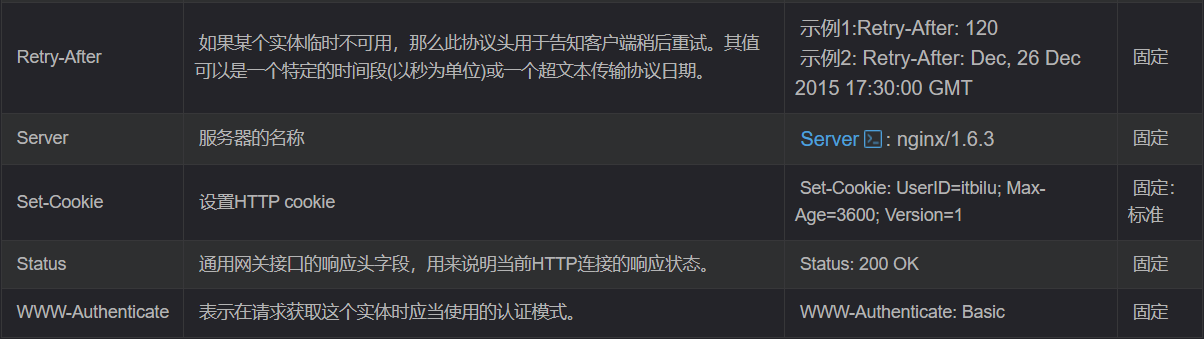 Retry-After
如果某个实体临时不可用，那么此协议头用于告知客户端稍后重试。其值
可以是一个特定的时间段(以秒为单位)或一个超文本传输协议日期。
示例1:Retry-After: 120
示例2: Retry-After: Dec, 26 Dec
2015 17:30:00 GMT
固定
Server
服务器的名称
Server : nginx/1.6.3
固定
Set-Cookie
设置HTTP cookie
Set-Cookie: UserID=itbilu; Max-
Age=3600; Version=1
固定:
标准
Status
通用网关接口的响应头字段，用来说明当前HTTP连接的响应状态。
Status: 200 OK
固定
WWW-Authenticate
表示在请求获取这个实体时应当使用的认证模式。
WWW-Authenticate: Basic
固定